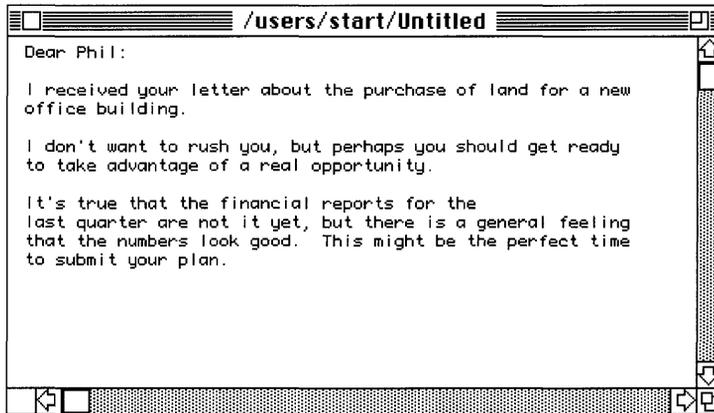 /users/start/Untitled
Dear Phil:
I received your letter about the purchase of land for a new
office building.
I don't want to rush you, but perhaps you should get ready
to take advantage of a real opportunity.
It's true that the financial reports for the
last quarter are not it yet, but there is a general feeling
that the numbers look good.  This might be the perfect time
to submit your plan.